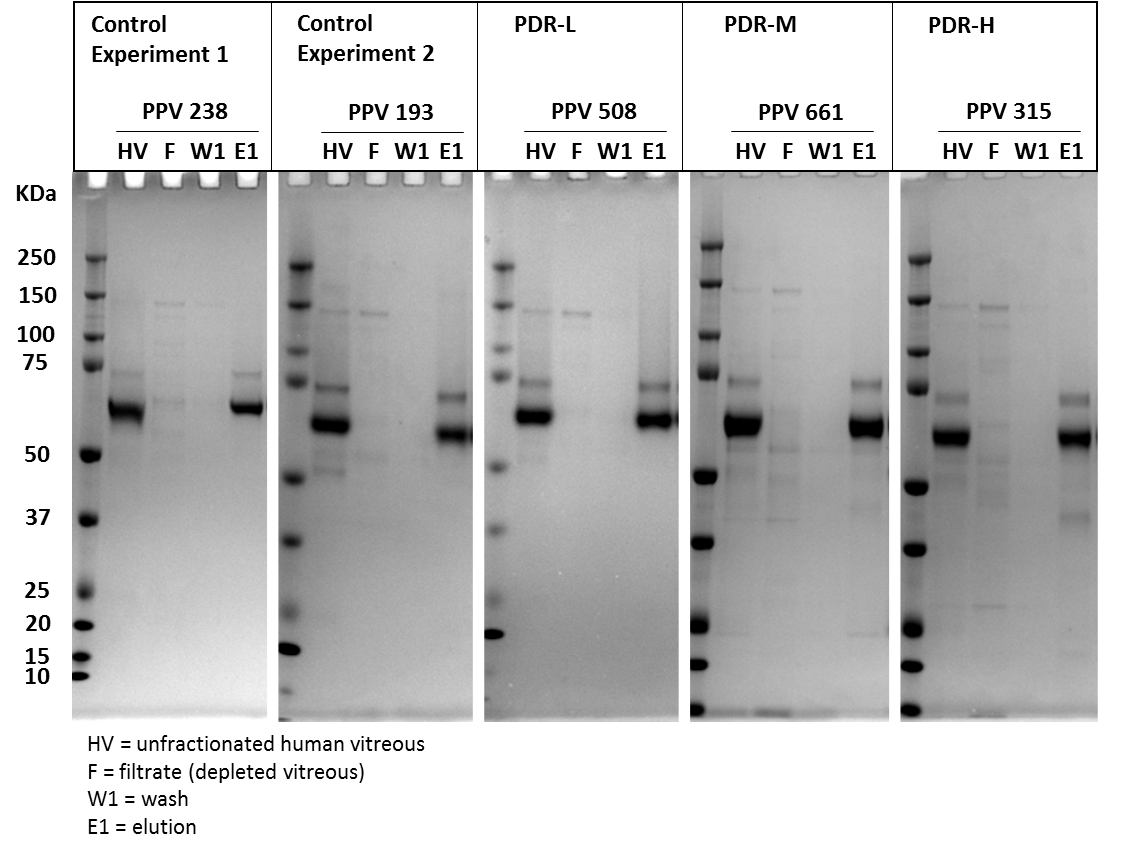 Control
Experiment 1
Control
Experiment 2
PDR-L
PDR-M
PDR-H
PPV 238
PPV 193
PPV 508
PPV 661
PPV 315
HV F W1 E1
HV F W1 E1
HV F W1 E1
HV F W1 E1
HV F W1 E1
KDa
250
150
100
75
50
37
25
20
15
10
HV = unfractionated human vitreous
F = filtrate (depleted vitreous)
W1 = wash
E1 = elution